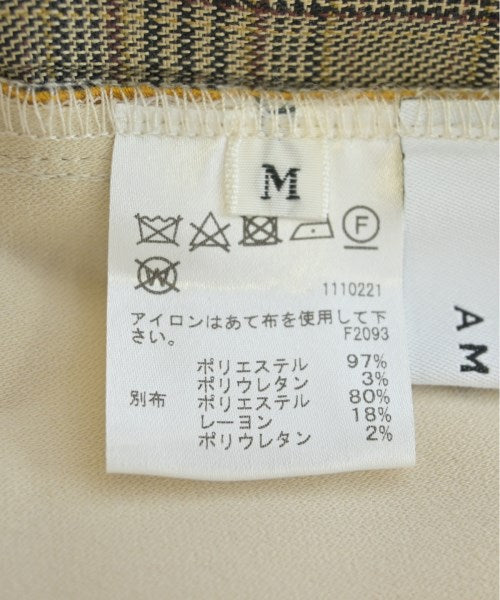 M
F
W
1110221
アイロンはあて布を使用して下
さい。 F2093
ポリエステル 97%
ポリウレタン 3%
別布 ポリエステル 80%
レーヨン 18%
ポリウレタン 2%
AM